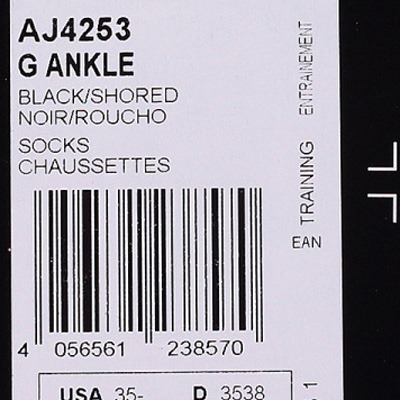 AJ4253
G ANKLE
BLACK/SHORED
NOIR/ROUCHO
SOCKS
CHAUSSETTES
TRAINING ENTRAINEMENT
EAN
4 056561 238570
USA 35- D 3538